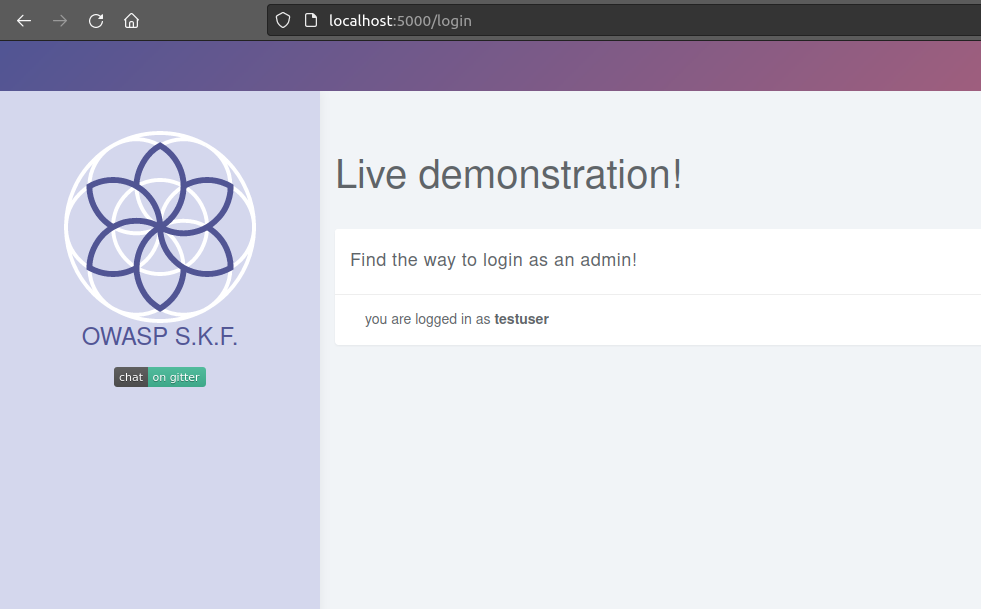 localhost:5000/login
Live demonstration!
Find the way to login as an admin!
you are logged in as testuser
OWASP S.K.F.
chat on gitter